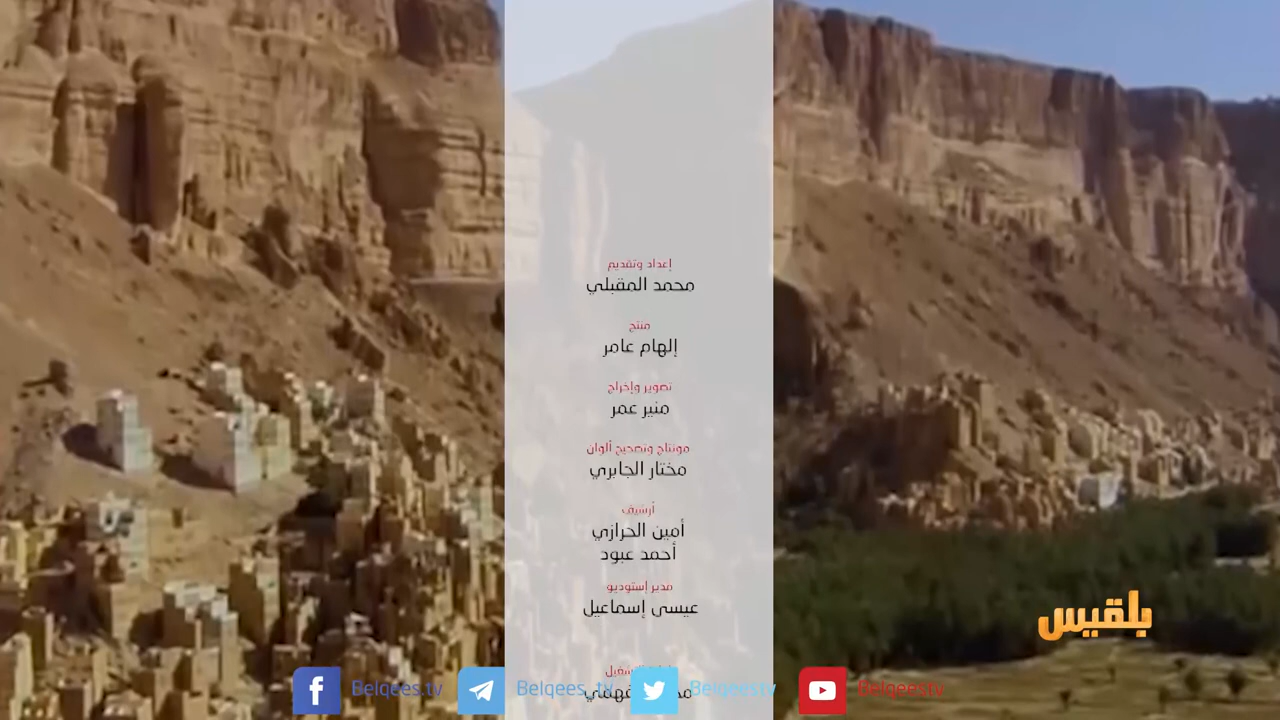 إعداد وتقديم
محمد المقبلي
منتج
إلهام عامر
تصوير وإخراج
منير عمر
مونتاج وتصحيح ألوان
مختار الجابري
أرشيف
أمين الحرازي
أحمد عبود
مدير إستوديو
عيسى إسماعيل
بلقيس
Belqees.tv
Belqees_tv
Belqeestv
Belqeestv